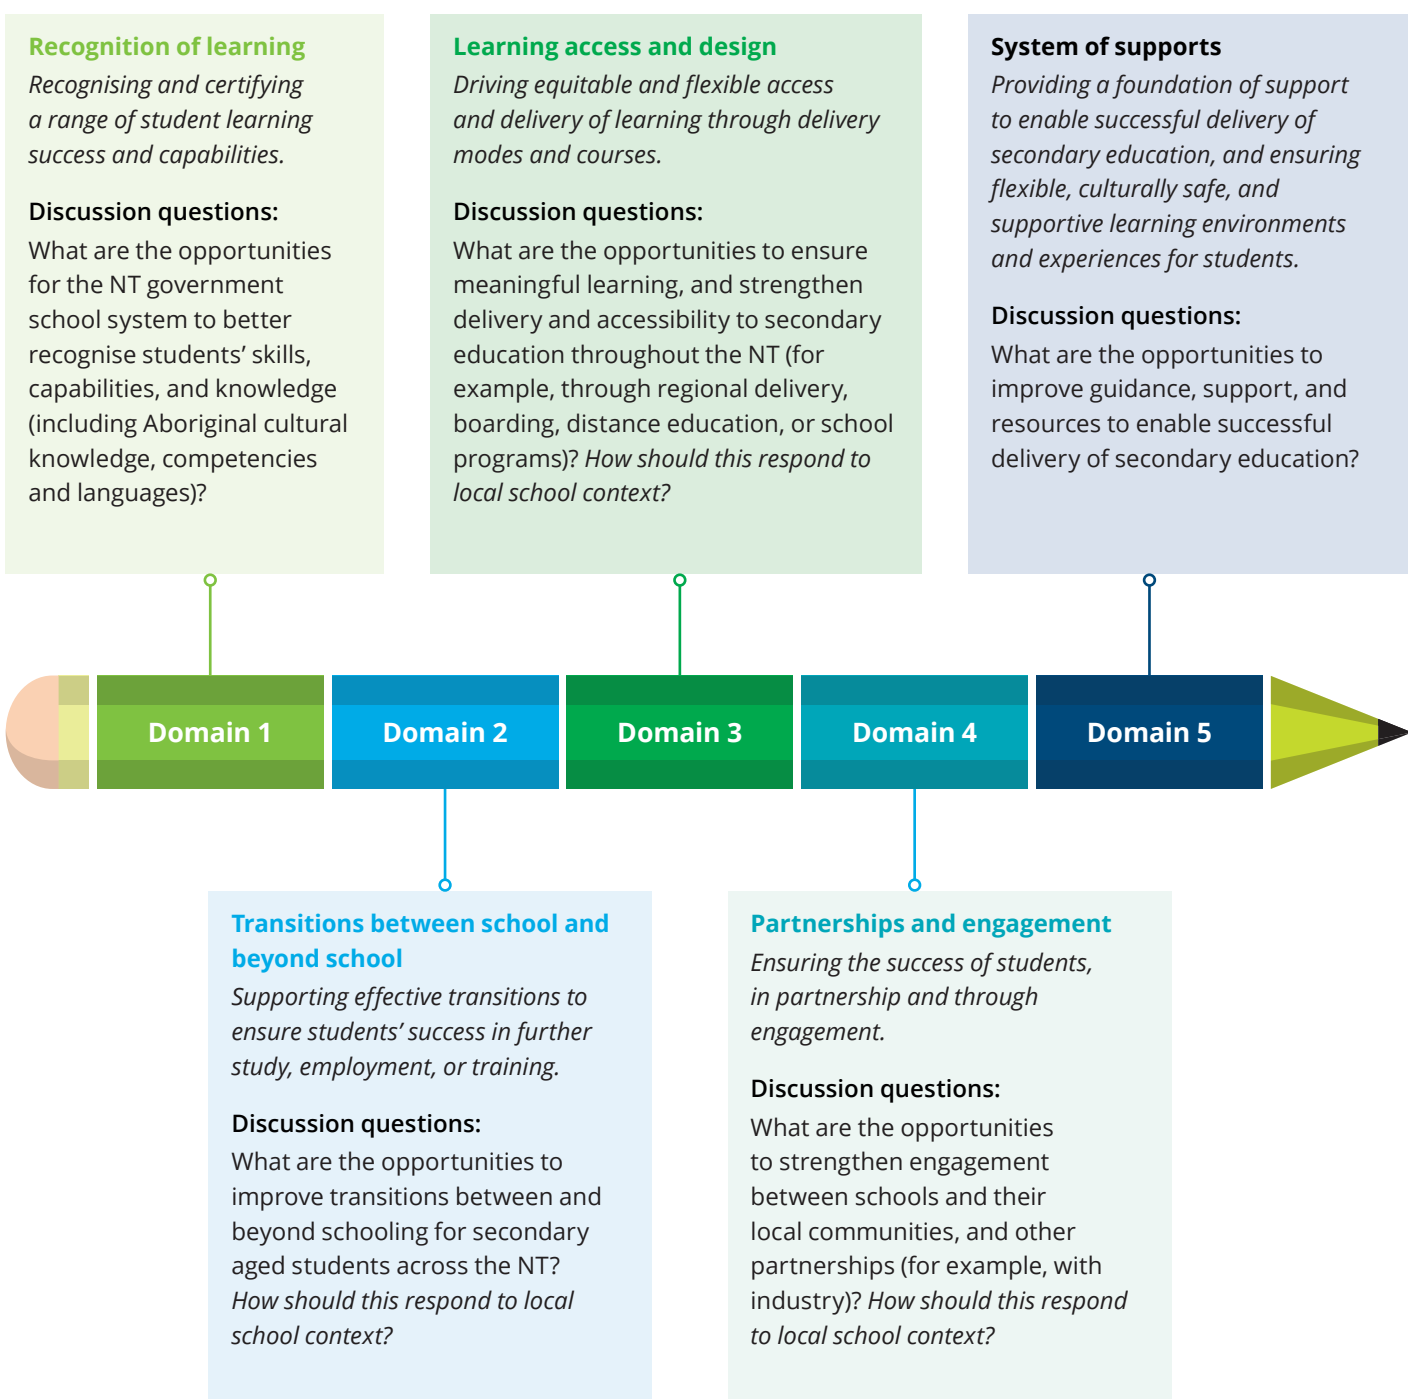 Recognition of learning
Recognising and certifying
a range of student learning
success and capabilities.
Discussion questions:
What are the opportunities
for the NT government
school system to better
recognise students’ skills,
capabilities, and knowledge
(including Aboriginal cultural
knowledge, competencies
and languages)?
Learning access and design
Driving equitable and flexible access
and delivery of learning through delivery
modes and courses.
Discussion questions:
What are the opportunities to ensure
meaningful learning, and strengthen
delivery and accessibility to secondary
education throughout the NT (for
example, through regional delivery,
boarding, distance education, or school
programs)? How should this respond to
local school context?
System of supports
Providing a foundation of support
to enable successful delivery of
secondary education, and ensuring
flexible, culturally safe, and
supportive learning environments
and experiences for students.
Discussion questions:
What are the opportunities to
improve guidance, support, and
resources to enable successful
delivery of secondary education?
Domain 1
Domain 2
Domain 3
Domain 4
Domain 5
Transitions between school and
beyond school
Supporting effective transitions to
ensure students’ success in further
study, employment, or training.
Discussion questions:
What are the opportunities to
improve transitions between and
beyond schooling for secondary
aged students across the NT?
How should this respond to local
school context?
Partnerships and engagement
Ensuring the success of students,
in partnership and through
engagement.
Discussion questions:
What are the opportunities
to strengthen engagement
between schools and their
local communities, and other
partnerships (for example, with
industry)? How should this respond
to local school context?